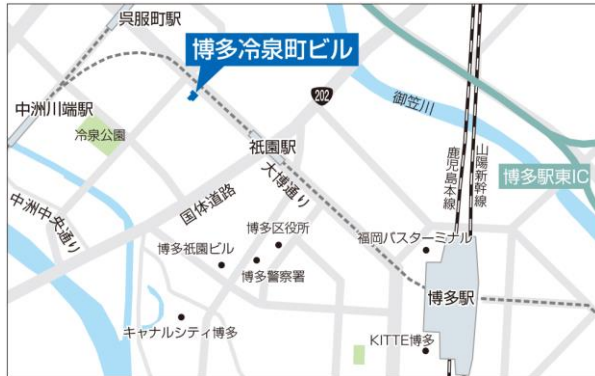 呉服町駅
博多冷泉町ビル
202
御笠川
中洲川端駅
冷泉公園
祇園駅
鹿児島本線
山陽新幹線
博多駅東IC
大博通り
国体道路
中洲中央通り
博多区役所
博多祇園ビル
福岡バスターミナル
博多警察署
博多駅
キャナルシティ博多
KITTE博多